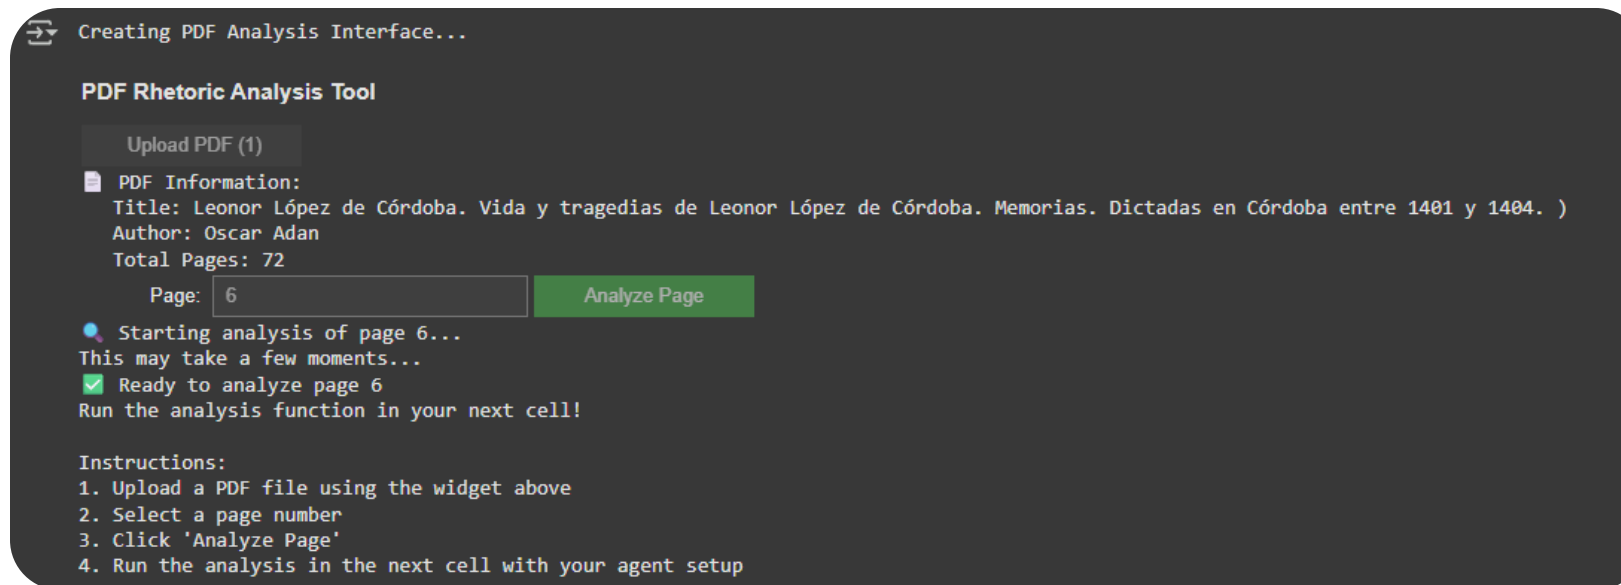 Creating PDF Analysis Interface...
PDF Rhetoric Analysis Tool
Upload PDF (1)
PDF Information:
Title: Leonor López de Córdoba. Vida y tragedias de Leonor López de Córdoba. Memorias. Dictadas en Córdoba entre 1401 y 1404. )
Author: Oscar Adan
Total Pages: 72
Page: 6 Analyze Page
Starting analysis of page 6...
This may take a few moments...
Ready to analyze page 6
Run the analysis function in your next cell!
Instructions:
1. Upload a PDF file using the widget above
2. Select a page number
3. Click 'Analyze Page'
4. Run the analysis in the next cell with your agent setup